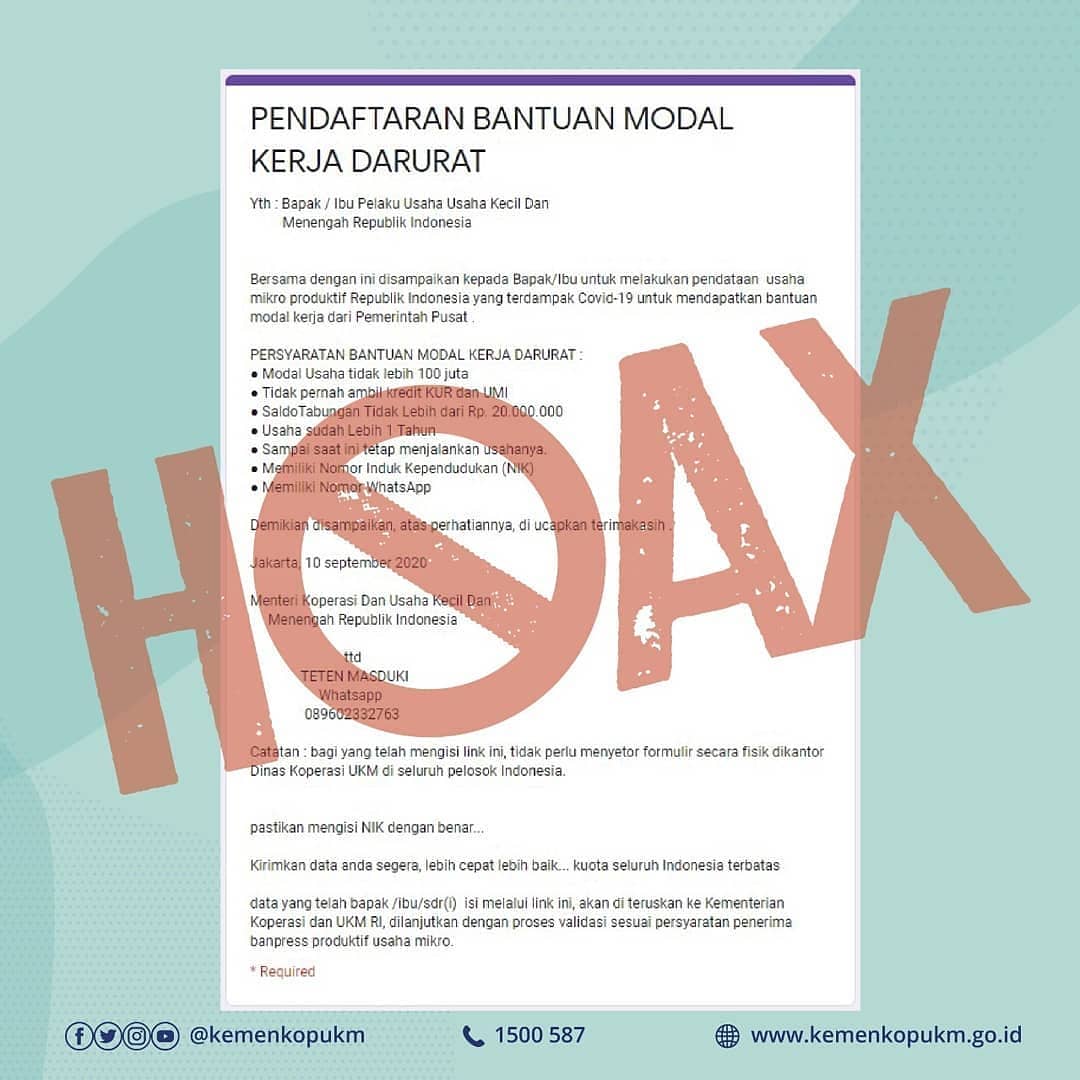 PENDAFTARAN BANTUAN MODAL
KERJA DARURAT
Yth : Bapak / Ibu Pelaku Usaha Usaha Kecil Dan
Menengah Republik Indonesia
Bersama dengan ini disampaikan kepada Bapak/Ibu untuk melakukan pendataan usaha
mikro produktif Republik Indonesia yang terdampak Covid-19 untuk mendapatkan bantuan
modal kerja dari Pemerintah Pusat .
PERSYARATAN BANTUAN MODAL KERJA DARURAT :
● Modal Usaha tidak lebih 100 juta
● Tidak pernah ambil kredit KUR dan UMI
● SaldoTabungan Tidak Lebih dari Rp. 20.000.000
● Usaha sudah Lebih 1 Tahun
● Sampai saat ini tetap menjalankan usahanya.
● Memiliki Nomor Induk Kependudukan (NIK)
● Memiliki Nomor WhatsApp
Demikian disampaikan, atas perhatiannya, di ucapkan terimakasih .
Jakarta, 10 september 2020
Menteri Koperasi Dan Usaha Kecil Dan
Menengah Republik Indonesia
ttd
TETEN MASDUKI
Whatsapp
089602332763
Catatan : bagi yang telah mengisi link ini, tidak perlu menyetor formulir secara fisik dikantor
Dinas Koperasi UKM di seluruh pelosok Indonesia.
pastikan mengisi NIK dengan benar...
Kirimkan data anda segera, lebih cepat lebih baik... kuota seluruh Indonesia terbatas
data yang telah bapak /ibu/sdr(i) isi melalui link ini, akan di teruskan ke Kementerian
Koperasi dan UKM RI, dilanjutkan dengan proses validasi sesuai persyaratan penerima
banpress produktif usaha mikro.
* Required
HOAX
@kemenkopukm
1500 587
www.kemenkopukm.go.id